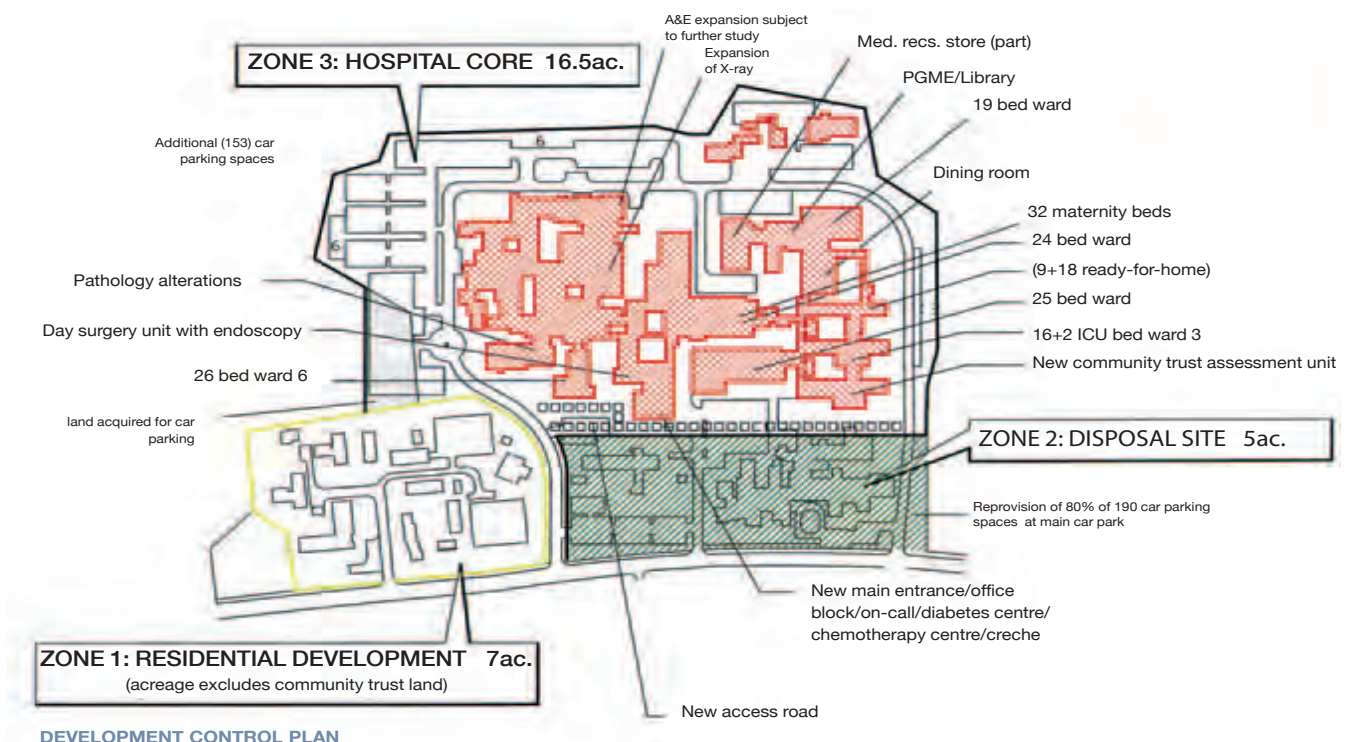 A&E expansion subject
to further study
Expansion
of X-ray
Med. recs. store (part)
PGME/Library
19 bed ward
ZONE 3: HOSPITAL CORE 16.5ac.
Additional (153) car
parking spaces
6
6
Dining room
32 maternity beds
24 bed ward
(9+18 ready-for-home)
25 bed ward
16+2 ICU bed ward 3
New community trust assessment unit
Pathology alterations
Day surgery unit with endoscopy
26 bed ward 6
land acquired for car
parking
ZONE 2: DISPOSAL SITE 5ac.
Reprovision of 80% of 190 car parking
spaces at main car park
New main entrance/office
block/on-call/diabetes centre/
chemotherapy centre/creche
ZONE 1: RESIDENTIAL DEVELOPMENT 7ac.
(acreage excludes community trust land)
New access road
DEVELOPMENT CONTROL PLAN